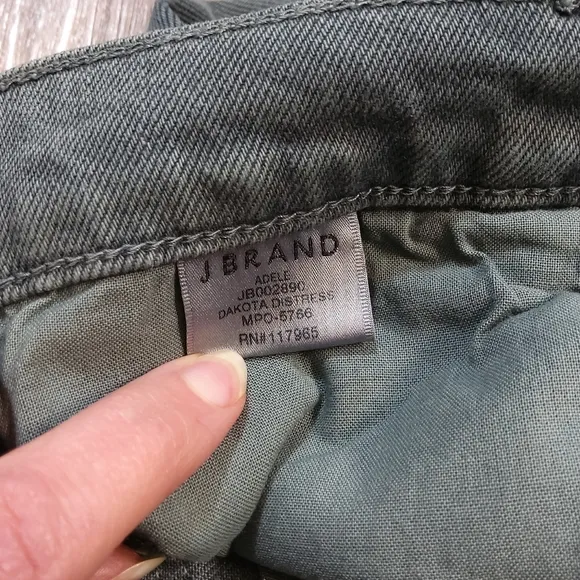 J BRAND
ADELE
JB002890
DAKOTA DISTRESS
MPO-5766
RN#117965